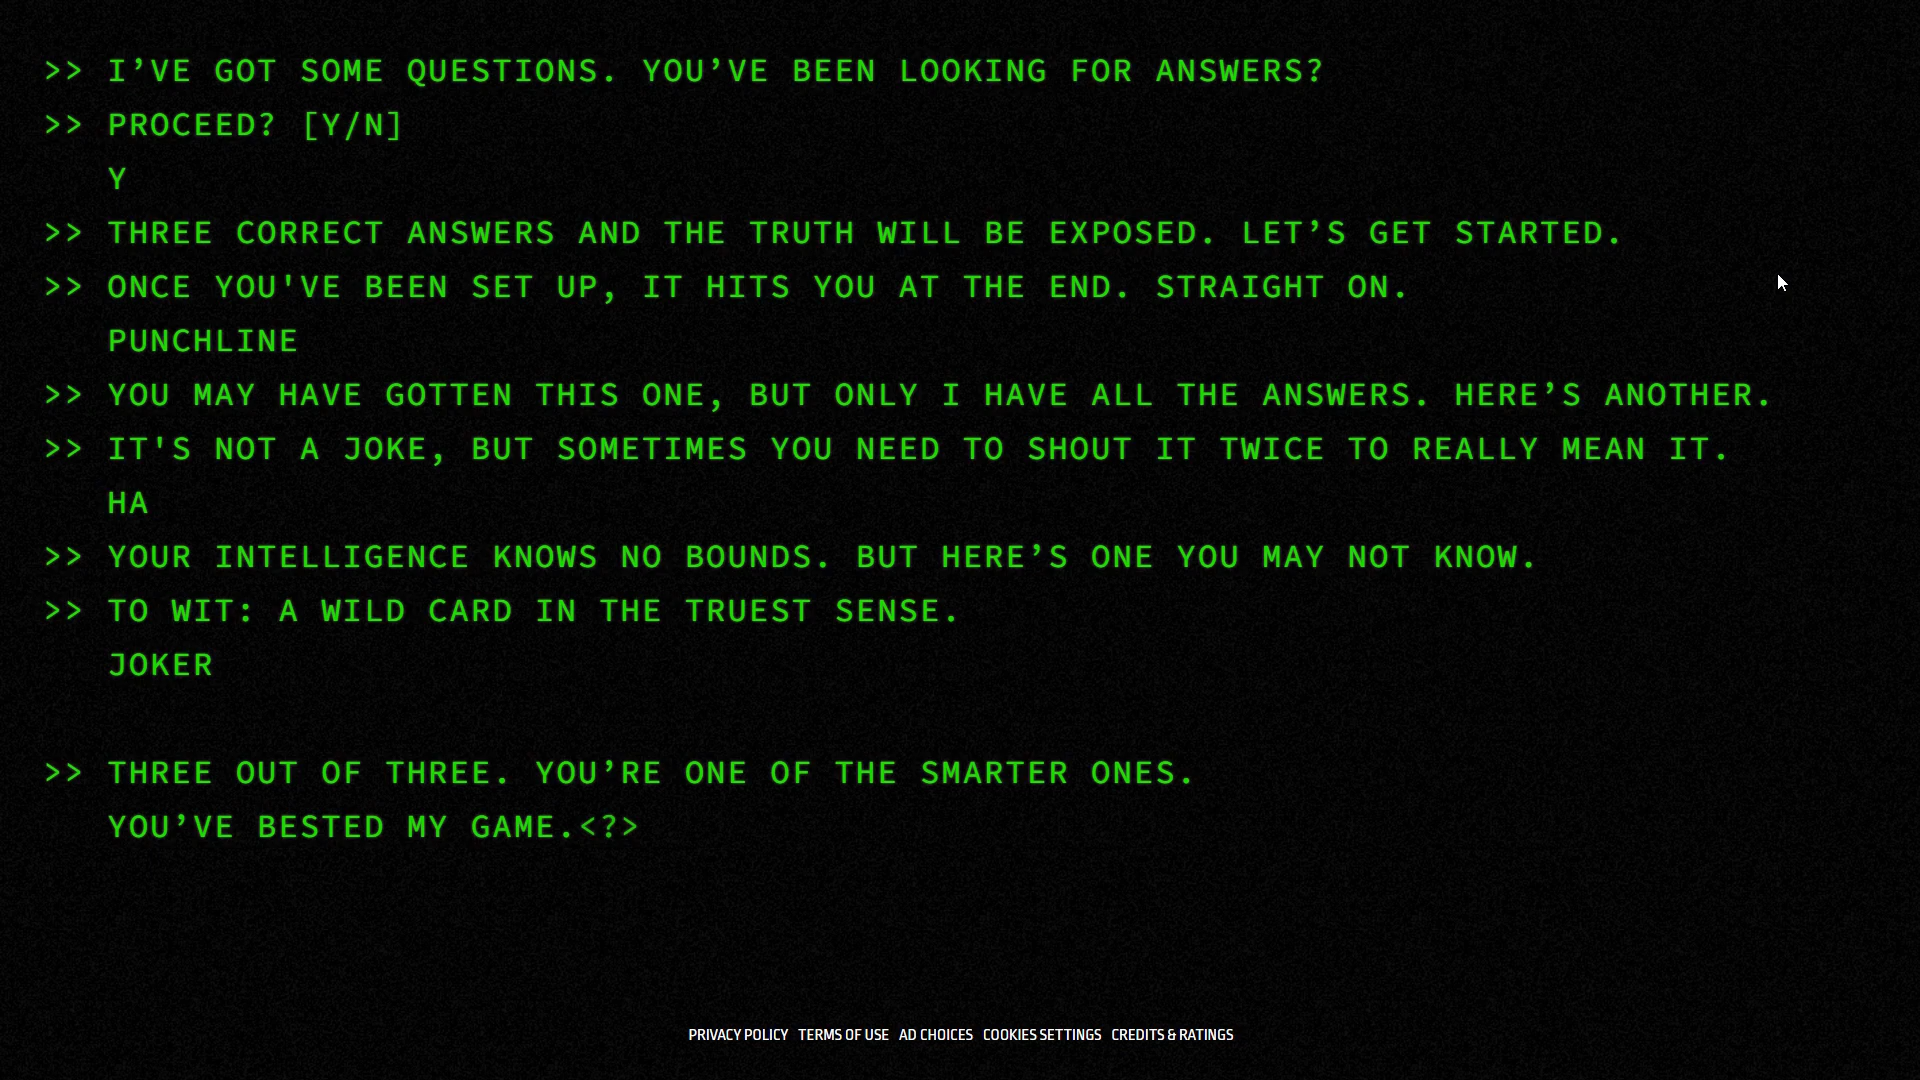 >> I’VE GOT SOME QUESTIONS. YOU’VE BEEN LOOKING FOR ANSWERS?
>> PROCEED? [Y/N]
Y
>> THREE CORRECT ANSWERS AND THE TRUTH WILL BE EXPOSED. LET’S GET STARTED.
>> ONCE YOU'VE BEEN SET UP, IT HITS YOU AT THE END. STRAIGHT ON.
PUNCHLINE
>> YOU MAY HAVE GOTTEN THIS ONE, BUT ONLY I HAVE ALL THE ANSWERS. HERE’S ANOTHER.
>> IT'S NOT A JOKE, BUT SOMETIMES YOU NEED TO SHOUT IT TWICE TO REALLY MEAN IT.
HA
>> YOUR INTELLIGENCE KNOWS NO BOUNDS. BUT HERE’S ONE YOU MAY NOT KNOW.
>> TO WIT: A WILD CARD IN THE TRUEST SENSE.
JOKER
>> THREE OUT OF THREE. YOU’RE ONE OF THE SMARTER ONES.
YOU’VE BESTED MY GAME.<?>
PRIVACY POLICY TERMS OF USE AD CHOICES COOKIES SETTINGS CREDITS & RATINGS